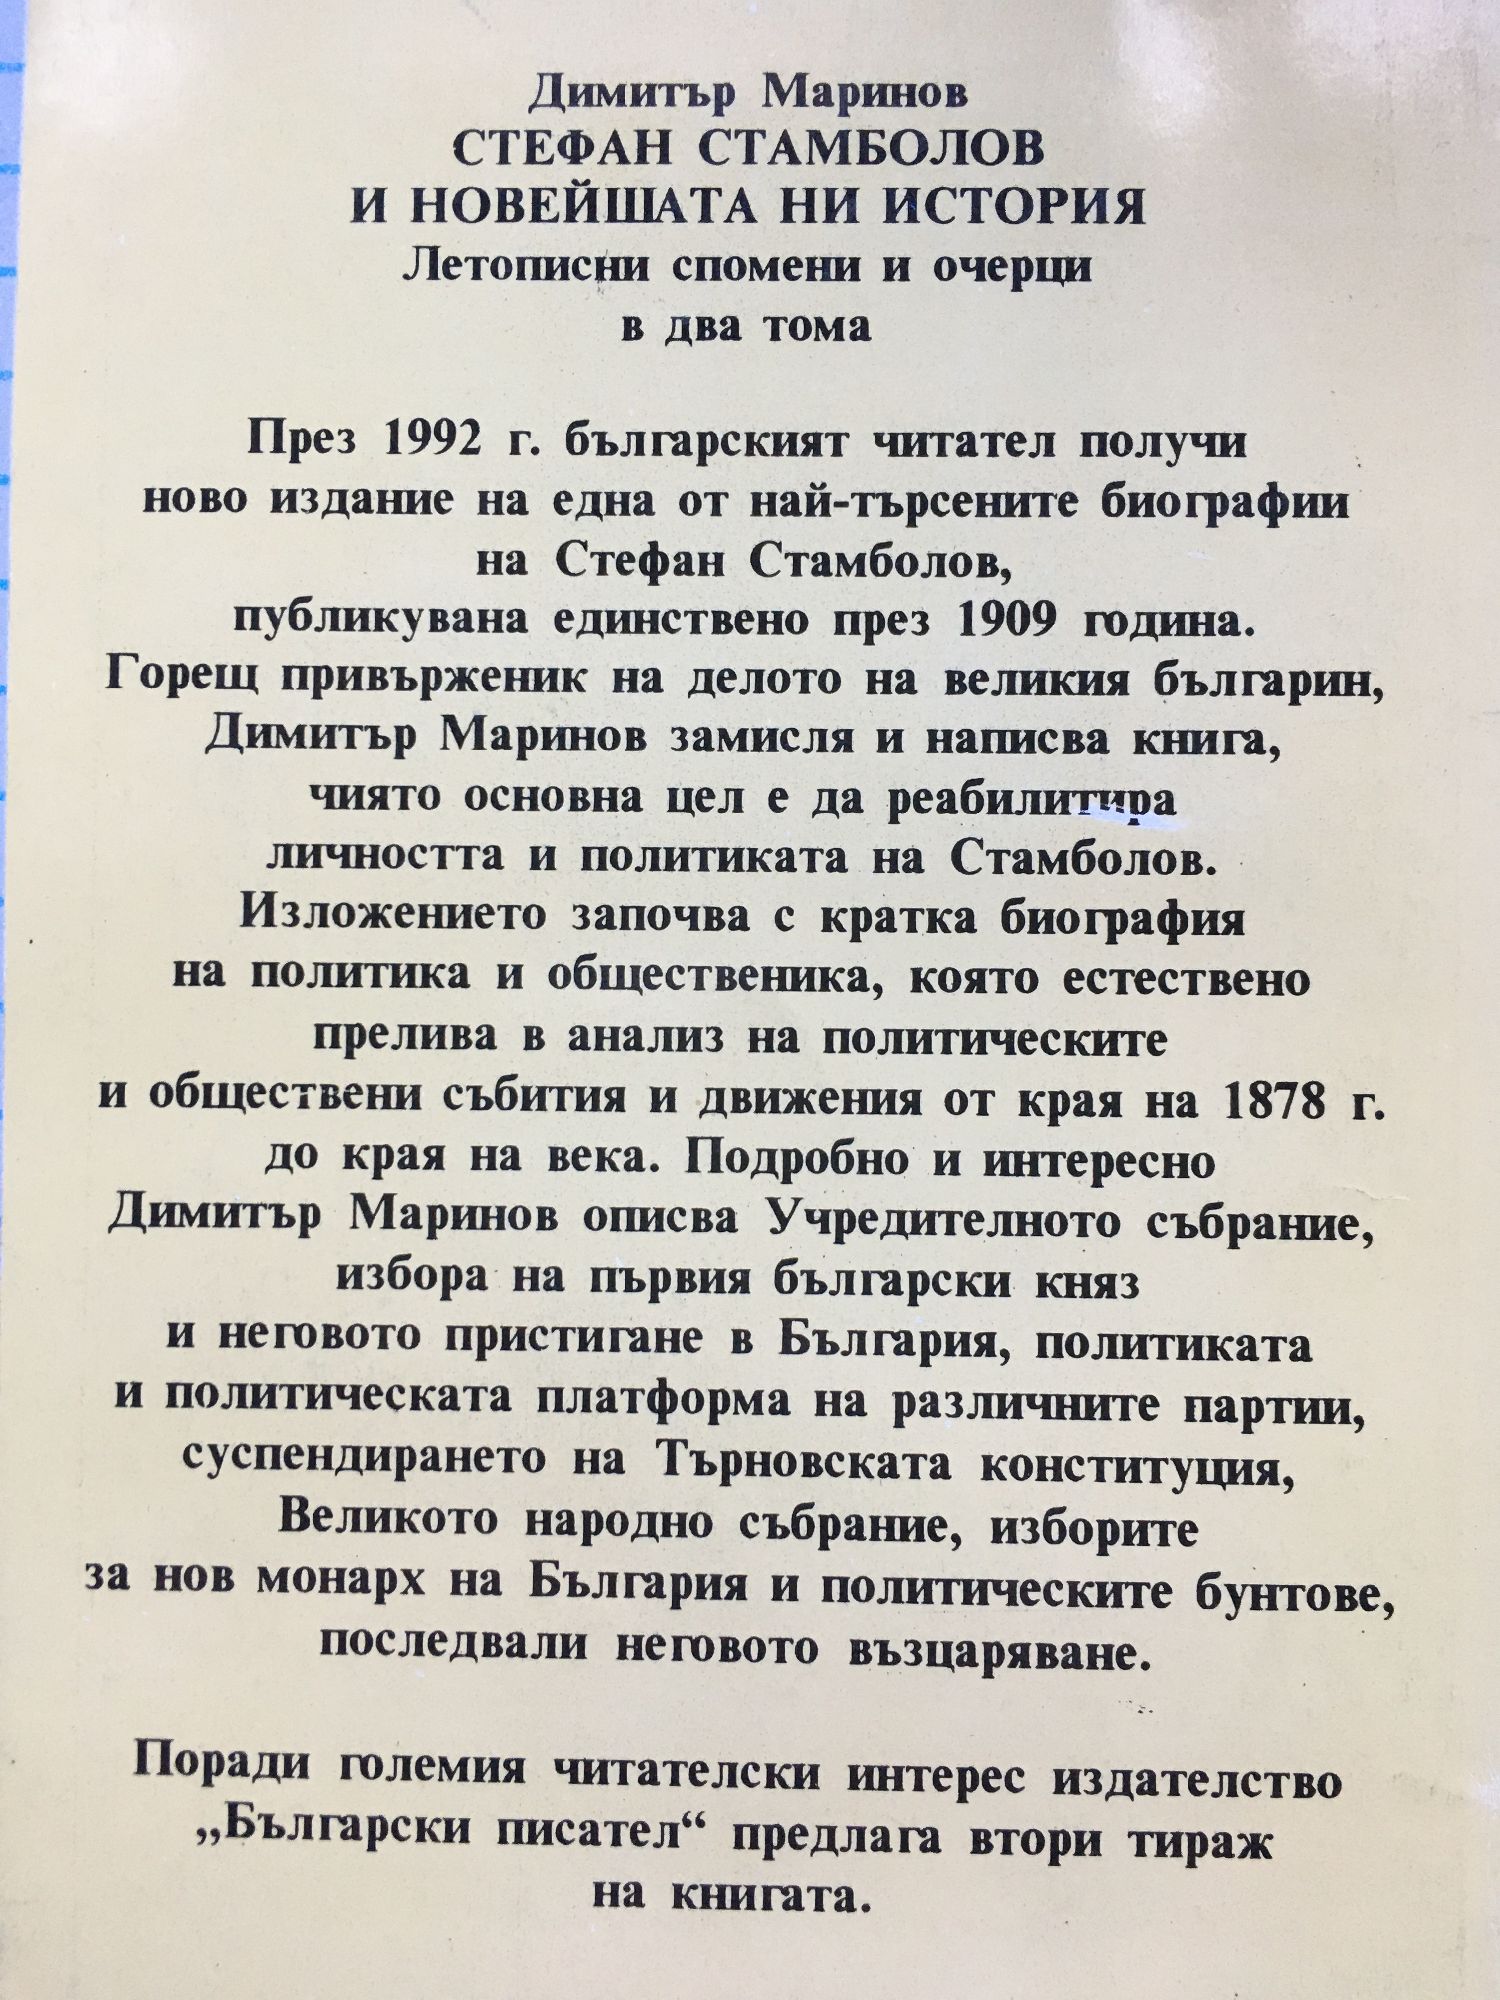 Димитър Маринов
СТЕФАН СТАМБОЛОВ
И НОВЕЙШАТА НИ ИСТОРИЯ
Летописни спомени и очерци
в два тома
През 1992 г. българският читател получи
ново издание на една от най-търсените биографии
на Стефан Стамболов,
публикувана единствено през 1909 година.
Горещ привърженик на делото на великия българин,
Димитър Маринов замисля и написва книга,
чиято основна цел е да реабилитира
личността и политиката на Стамболов.
Изложението започва с кратка биография
на политика и общественика, която естествено
прелива в анализ на политическите
и обществени събития и движения от края на 1878 г.
до края на века. Подробно и интересно
Димитър Маринов описва Учредителното събрание,
избора на първия български княз
и неговото пристигане в България, политиката
и политическата платформа на различните партии,
суспендирането на Търновската конституция,
Великото народно събрание, изборите
за нов монарх на България и политическите бунтове,
последвали неговото възцаряване.
Поради големия читателски интерес издателство
„Български писател“ предлага втори тираж
на книгата.